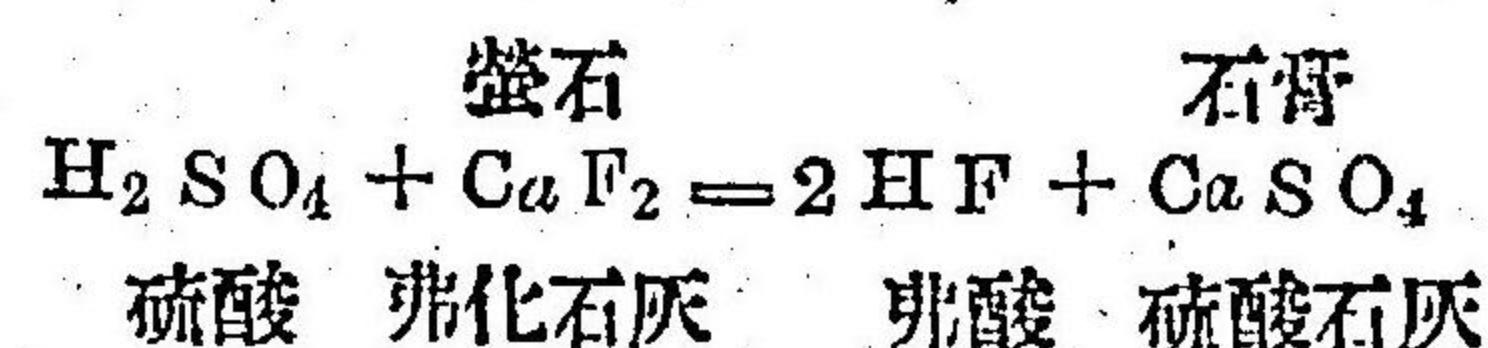 螢石 石膏
H₂SO₄ + CaF₂ = 2HF + CaSO₄
硫酸 弗化石灰 弗酸 硫酸石灰